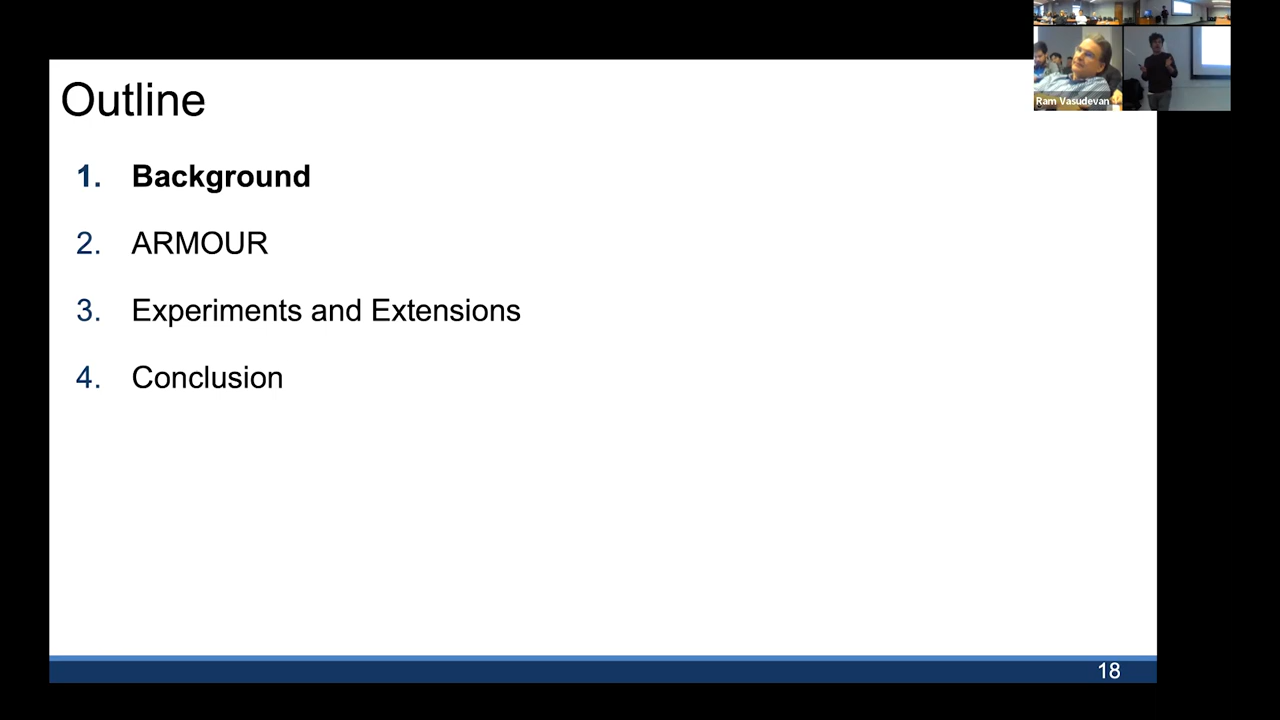 Outline
1. Background
2. ARMOUR
3. Experiments and Extensions
4. Conclusion
18
Ram Vasudevan